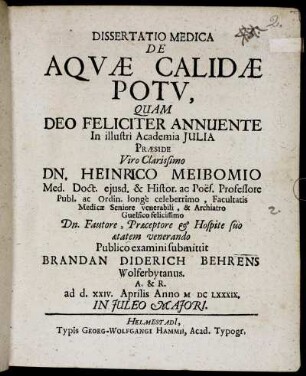 2.
DISSERTATIO MEDICA
DE
AQVÆ CALIDÆ
POTV,
QUAM
DEO FELICITER ANNUENTE
In illustri Academia JULIA
PRÆSIDE
Viro Clarissimo
DN. HEINRICO MEIBOMIO
Med. Doct. ejusd. & Histor. ac Poës. Professore
Publ. ac Ordin. longè celeberrimo, Facultatis
Medicæ Seniore venerabili, & Archiatro
Guelfico felicissimo
Dn. Fautore, Præceptore & Hospite suo
ætatem venerando
Publico examini submittit
BRANDAN DIDERICH BEHRENS
Wolferbytanus.
A. & R.
ad d. XXIV. Aprilis Anno M DC LXXXIX.
IN JULEO MAJORI.
HELMESTADI,
Typis GEORG-WOLFGANGI HAMMII, Acad. Typogr.
2.